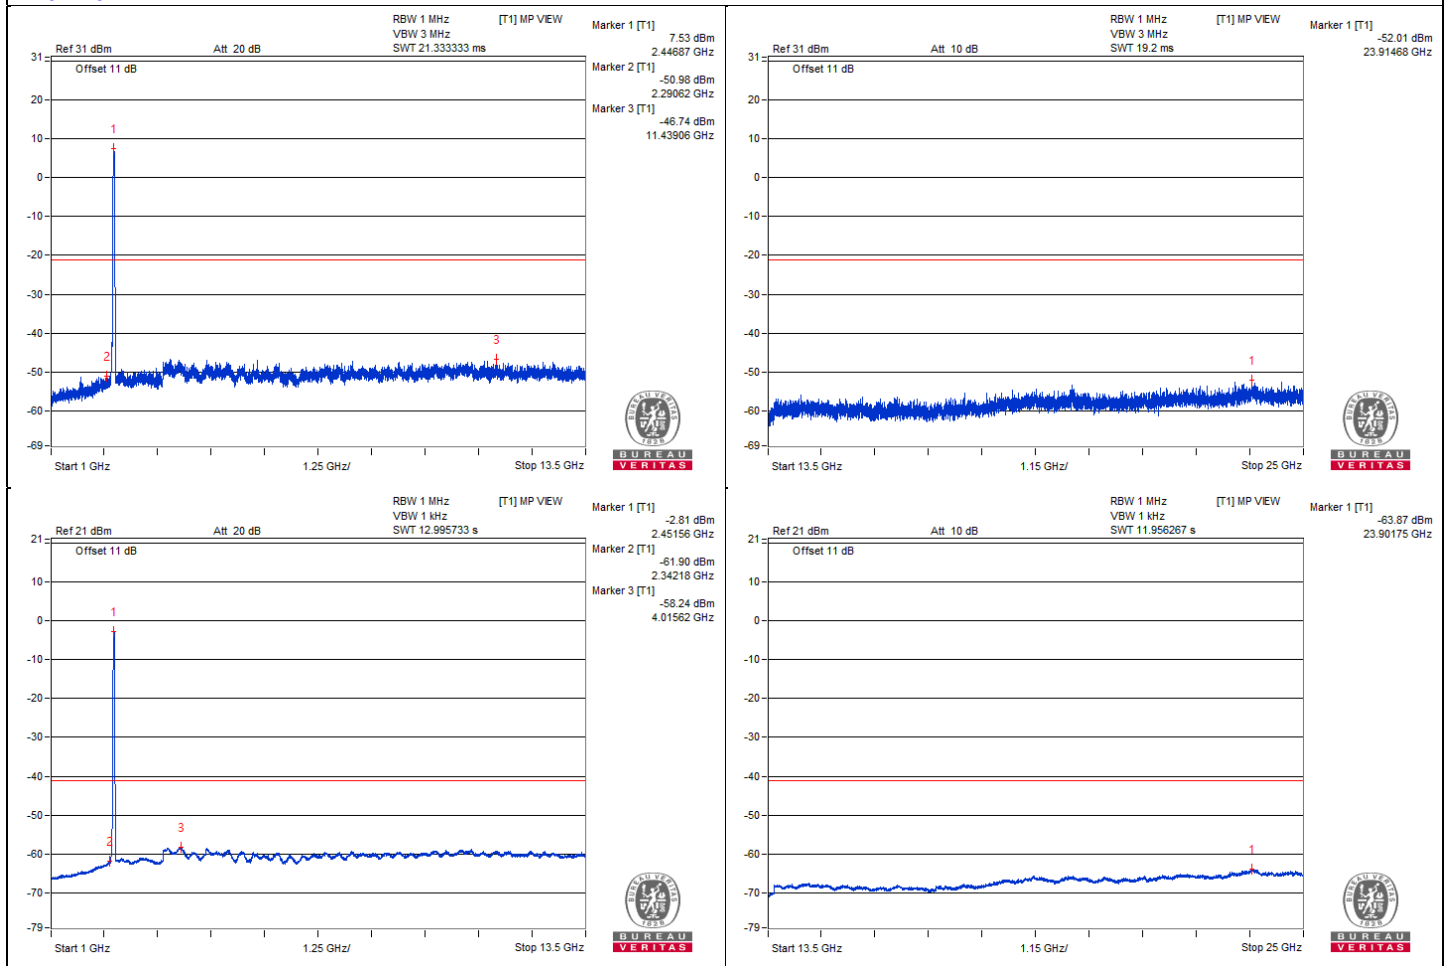 RBW 1 MHz [T1] MP VIEW
VBW 3 MHz
Ref 31 dBm Att 20 dB SWT 21.333333 ms
Marker 1 [T1]
7.53 dBm
2.44687 GHz
Marker 2 [T1]
-50.98 dBm
2.29062 GHz
Marker 3 [T1]
-46.74 dBm
11.43906 GHz
31
Offset 11 dB
20
1
10
0
-10
-20
-30
-40
3
2
-50
-60
-69
Start 1 GHz 1.25 GHz/ Stop 13.5 GHz
BUREAU VERITAS
1828
BUREAU
VERITAS
RBW 1 MHz [T1] MP VIEW
VBW 3 MHz
Ref 31 dBm Att 10 dB SWT 19.2 ms
Marker 1 [T1]
-52.01 dBm
23.91468 GHz
31
Offset 11 dB
20
10
0
-10
-20
-30
-40
1
-50
-60
-69
Start 13.5 GHz 1.15 GHz/ Stop 25 GHz
BUREAU VERITAS
1828
BUREAU
VERITAS
RBW 1 MHz [T1] MP VIEW
VBW 1 kHz
Ref 21 dBm Att 20 dB SWT 12.995733 s
Marker 1 [T1]
-2.81 dBm
2.45156 GHz
Marker 2 [T1]
-61.90 dBm
2.34218 GHz
Marker 3 [T1]
-58.24 dBm
4.01562 GHz
21
Offset 11 dB
10
1
0
-10
-20
-30
-40
-50
3
2
-60
-70
-79
Start 1 GHz 1.25 GHz/ Stop 13.5 GHz
BUREAU VERITAS
1828
BUREAU
VERITAS
RBW 1 MHz [T1] MP VIEW
VBW 1 kHz
Ref 21 dBm Att 10 dB SWT 11.956267 s
Marker 1 [T1]
-63.87 dBm
23.90175 GHz
21
Offset 11 dB
10
0
-10
-20
-30
-40
-50
1
-60
-70
-79
Start 13.5 GHz 1.15 GHz/ Stop 25 GHz
BUREAU VERITAS
1828
BUREAU
VERITAS